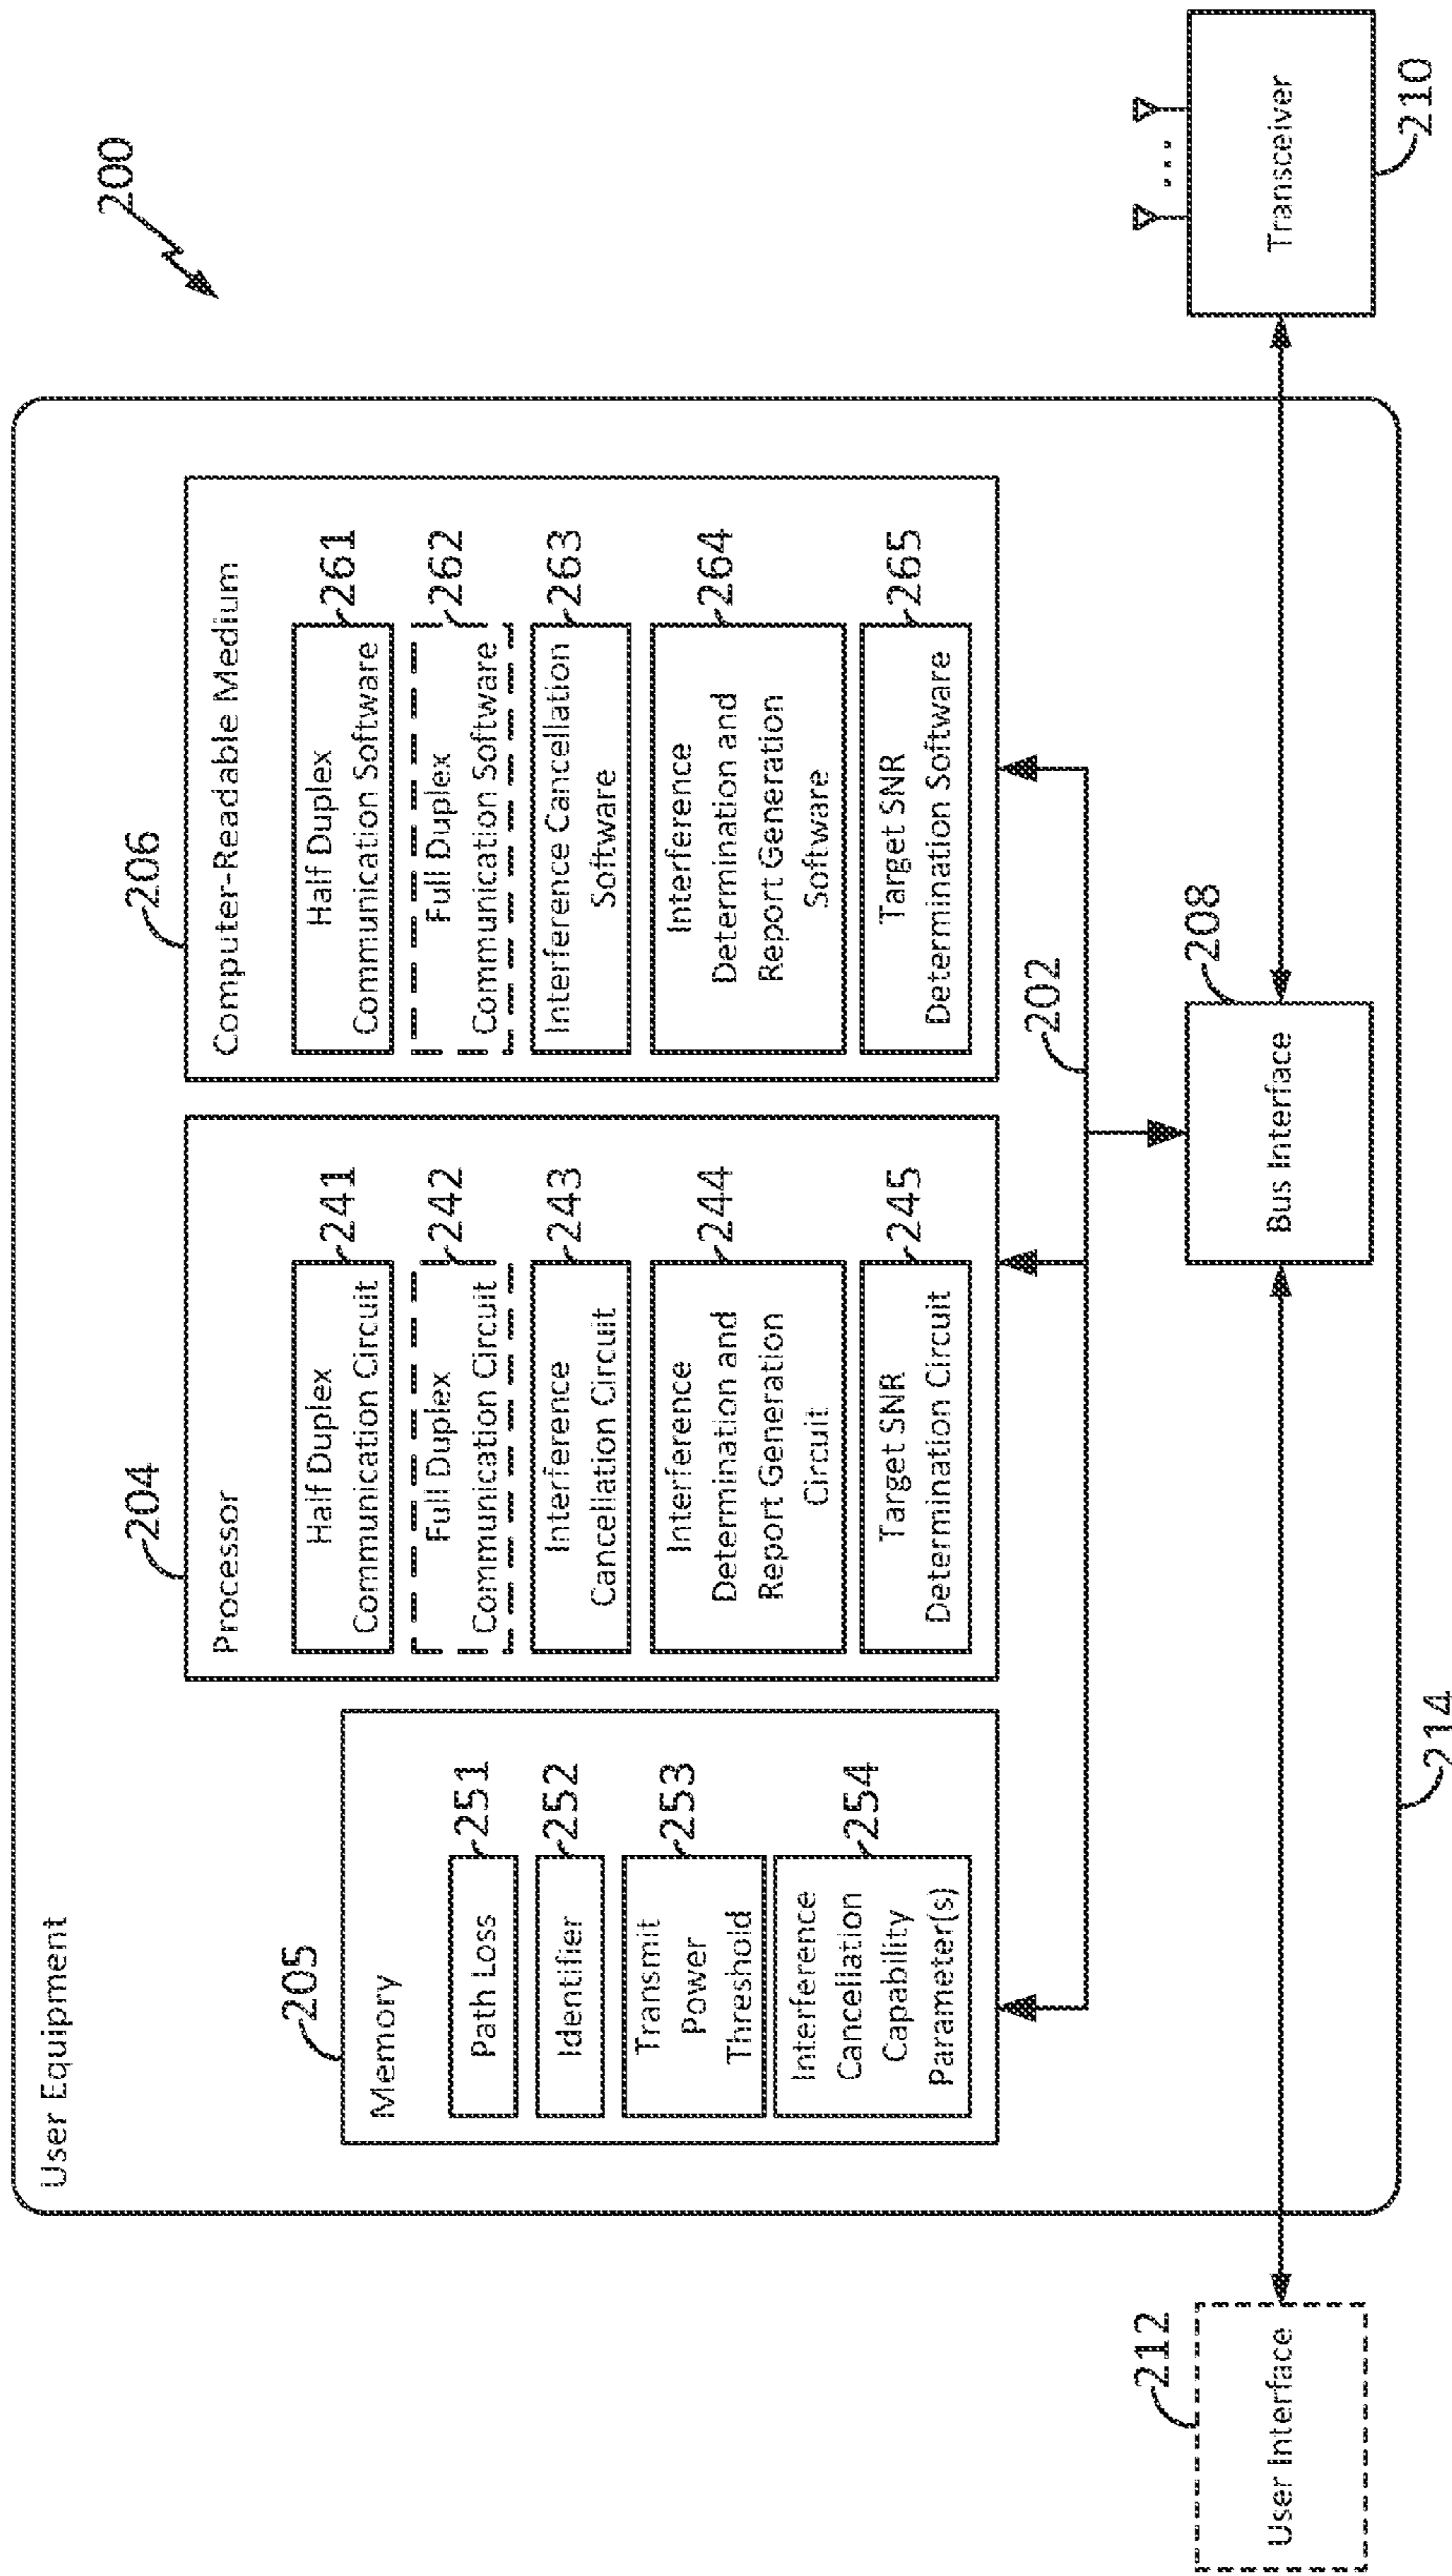 200
User Equipment
205
Memory
Path Loss
251
Identifier
252
Transmit
Power
Threshold
253
Interference
Cancellation
Capability
Parameter(s)
254
204
Processor
Half Duplex
Communication Circuit
241
Full Duplex
Communication Circuit
242
Interference
Cancellation Circuit
243
Interference
Determination and
Report Generation
Circuit
244
Target SNR
Determination Circuit
245
206
Computer-Readable Medium
Half Duplex
Communication Software
261
Full Duplex
Communication Software
262
Interference Cancellation
Software
263
Interference
Determination and
Report Generation
Software
264
Target SNR
Determination Software
265
202
212
User Interface
208
Bus Interface
...
Transceiver
210
214